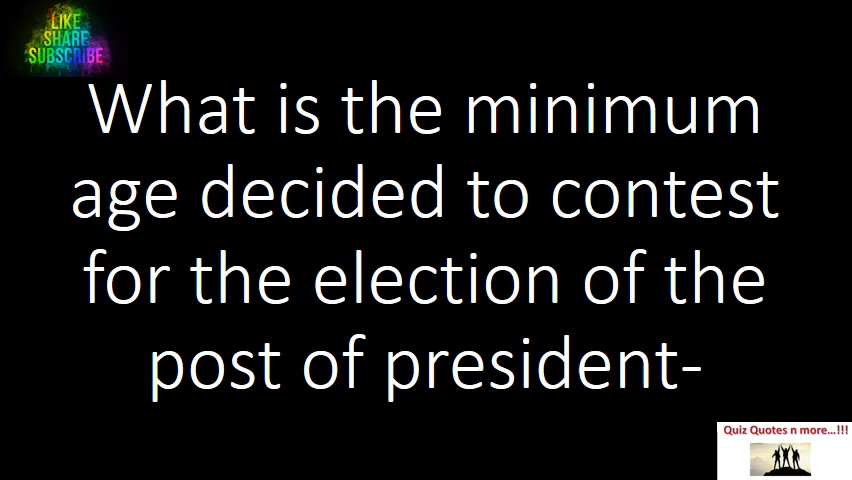 LIKE
SHARE
SUBSCRIBE
What is the minimum
age decided to contest
for the election of the
post of president-
Quiz Quotes n more...!!!